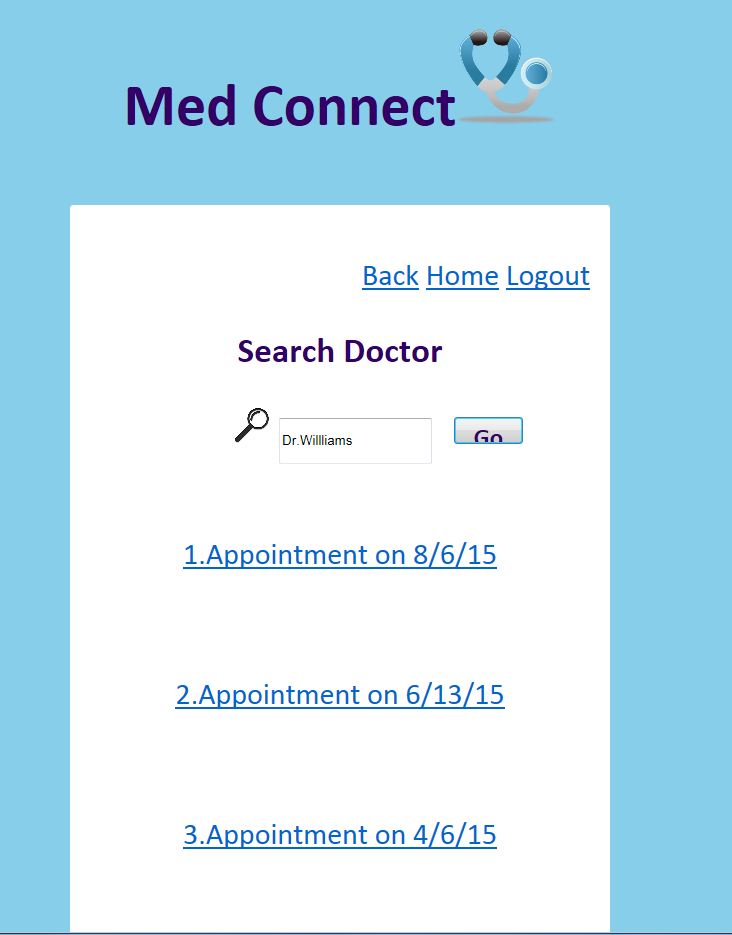 Med Connect
Back Home Logout
Search Doctor
Dr.Willliams
Go
1.Appointment on 8/6/15
2.Appointment on 6/13/15
3.Appointment on 4/6/15